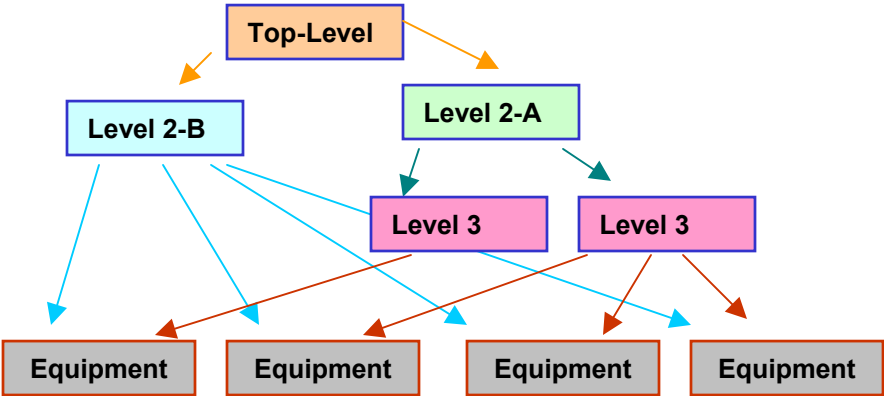 Top-Level
Level 2-B
Level 2-A
Level 3
Level 3
Equipment
Equipment
Equipment
Equipment